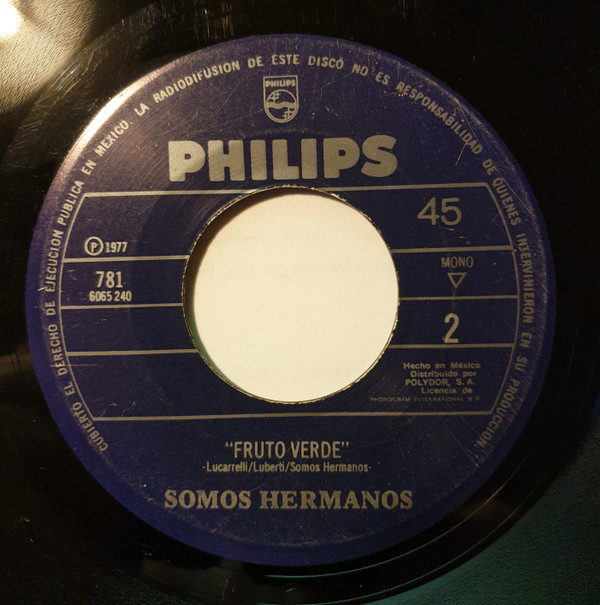 CUBIERTO EL DERECHO DE EJECUCION PUBLICA EN MEXICO. LA RADIODIFUSION DE ESTE DISCO NO ES RESPONSABILIDAD DE QUIENES INTERVINIERON EN SU PRODUCCION.
PHILIPS
PHILIPS
45
Ⓟ 1977
MONO
781
6065 240
2
Hecho en México
Distribuido por
POLYDOR, S. A.
Licencia de
PHONOGRAM INTERNATIONAL B.V.
"FRUTO VERDE"
-Lucarrelli/Luberti/Somos Hermanos-
SOMOS HERMANOS